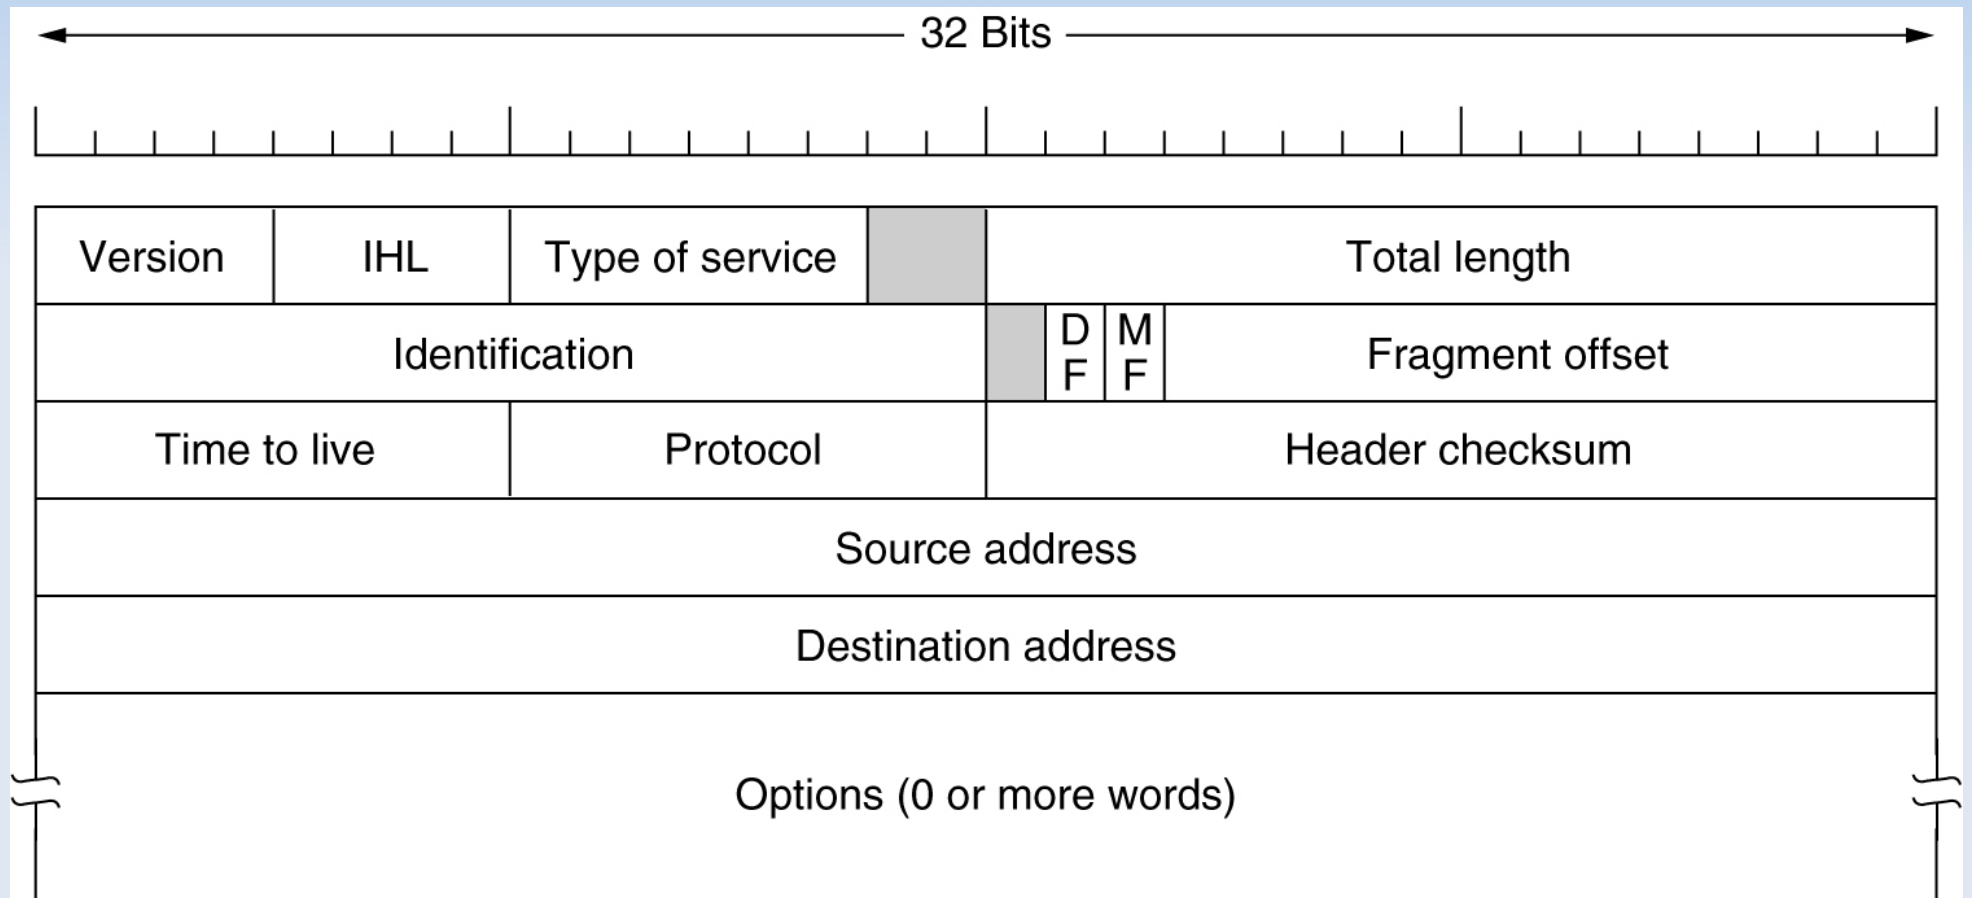 32 Bits
Version IHL Type of service Total length
Identification D F M F Fragment offset
Time to live Protocol Header checksum
Source address
Destination address
Options (0 or more words)